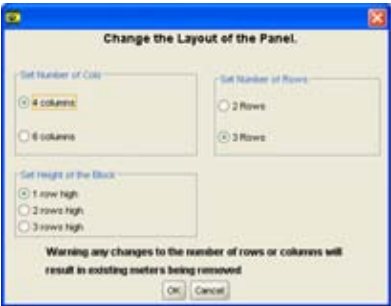 Change the Layout of the Panel.
Set Number of Cols
4 columns
6 columns
Set Number of Rows
2 Rows
3 Rows
Set Height of the Block
1 row high
2 rows high
3 rows high
Warning any changes to the number of rows or columns will
result in existing meters being removed
OK Cancel